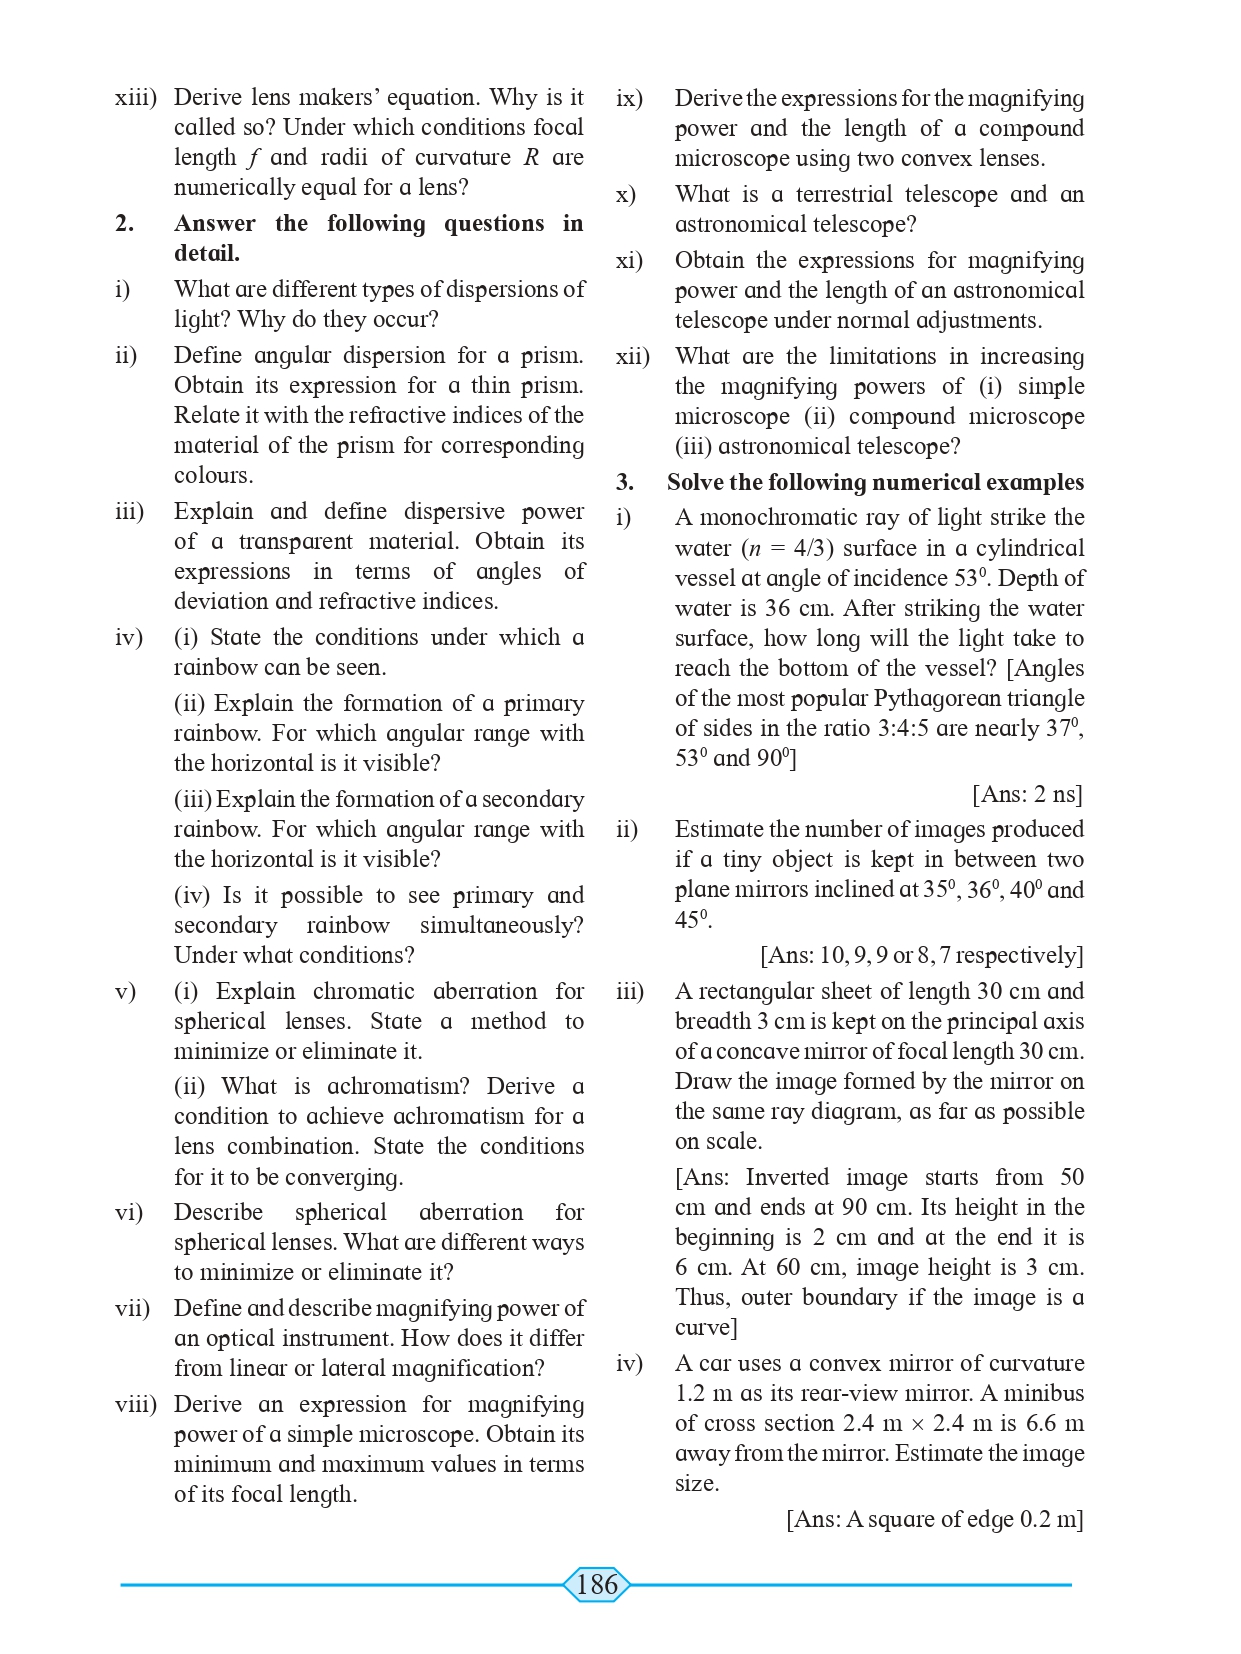 xiii) Derive lens makers’ equation. Why is it
called so? Under which conditions focal
length f and radii of curvature R are
numerically equal for a lens?
2. Answer the following questions in
detail.
i) What are different types of dispersions of
light? Why do they occur?
ii) Define angular dispersion for a prism.
Obtain its expression for a thin prism.
Relate it with the refractive indices of the
material of the prism for corresponding
colours.
iii) Explain and define dispersive power
of a transparent material. Obtain its
expressions in terms of angles of
deviation and refractive indices.
iv) (i) State the conditions under which a
rainbow can be seen.
(ii) Explain the formation of a primary
rainbow. For which angular range with
the horizontal is it visible?
(iii) Explain the formation of a secondary
rainbow. For which angular range with
the horizontal is it visible?
(iv) Is it possible to see primary and
secondary rainbow simultaneously?
Under what conditions?
v) (i) Explain chromatic aberration for
spherical lenses. State a method to
minimize or eliminate it.
(ii) What is achromatism? Derive a
condition to achieve achromatism for a
lens combination. State the conditions
for it to be converging.
vi) Describe spherical aberration for
spherical lenses. What are different ways
to minimize or eliminate it?
vii) Define and describe magnifying power of
an optical instrument. How does it differ
from linear or lateral magnification?
viii) Derive an expression for magnifying
power of a simple microscope. Obtain its
minimum and maximum values in terms
of its focal length.
ix) Derive the expressions for the magnifying
power and the length of a compound
microscope using two convex lenses.
x) What is a terrestrial telescope and an
astronomical telescope?
xi) Obtain the expressions for magnifying
power and the length of an astronomical
telescope under normal adjustments.
xii) What are the limitations in increasing
the magnifying powers of (i) simple
microscope (ii) compound microscope
(iii) astronomical telescope?
3. Solve the following numerical examples
i) A monochromatic ray of light strike the
water (n = 4/3) surface in a cylindrical
vessel at angle of incidence 53⁰. Depth of
water is 36 cm. After striking the water
surface, how long will the light take to
reach the bottom of the vessel? [Angles
of the most popular Pythagorean triangle
of sides in the ratio 3:4:5 are nearly 37⁰,
53⁰ and 90⁰]
[Ans: 2 ns]
ii) Estimate the number of images produced
if a tiny object is kept in between two
plane mirrors inclined at 35⁰, 36⁰, 40⁰ and
45⁰.
[Ans: 10, 9, 9 or 8, 7 respectively]
iii) A rectangular sheet of length 30 cm and
breadth 3 cm is kept on the principal axis
of a concave mirror of focal length 30 cm.
Draw the image formed by the mirror on
the same ray diagram, as far as possible
on scale.
[Ans: Inverted image starts from 50
cm and ends at 90 cm. Its height in the
beginning is 2 cm and at the end it is
6 cm. At 60 cm, image height is 3 cm.
Thus, outer boundary if the image is a
curve]
iv) A car uses a convex mirror of curvature
1.2 m as its rear-view mirror. A minibus
of cross section 2.4 m × 2.4 m is 6.6 m
away from the mirror. Estimate the image
size.
[Ans: A square of edge 0.2 m]
186